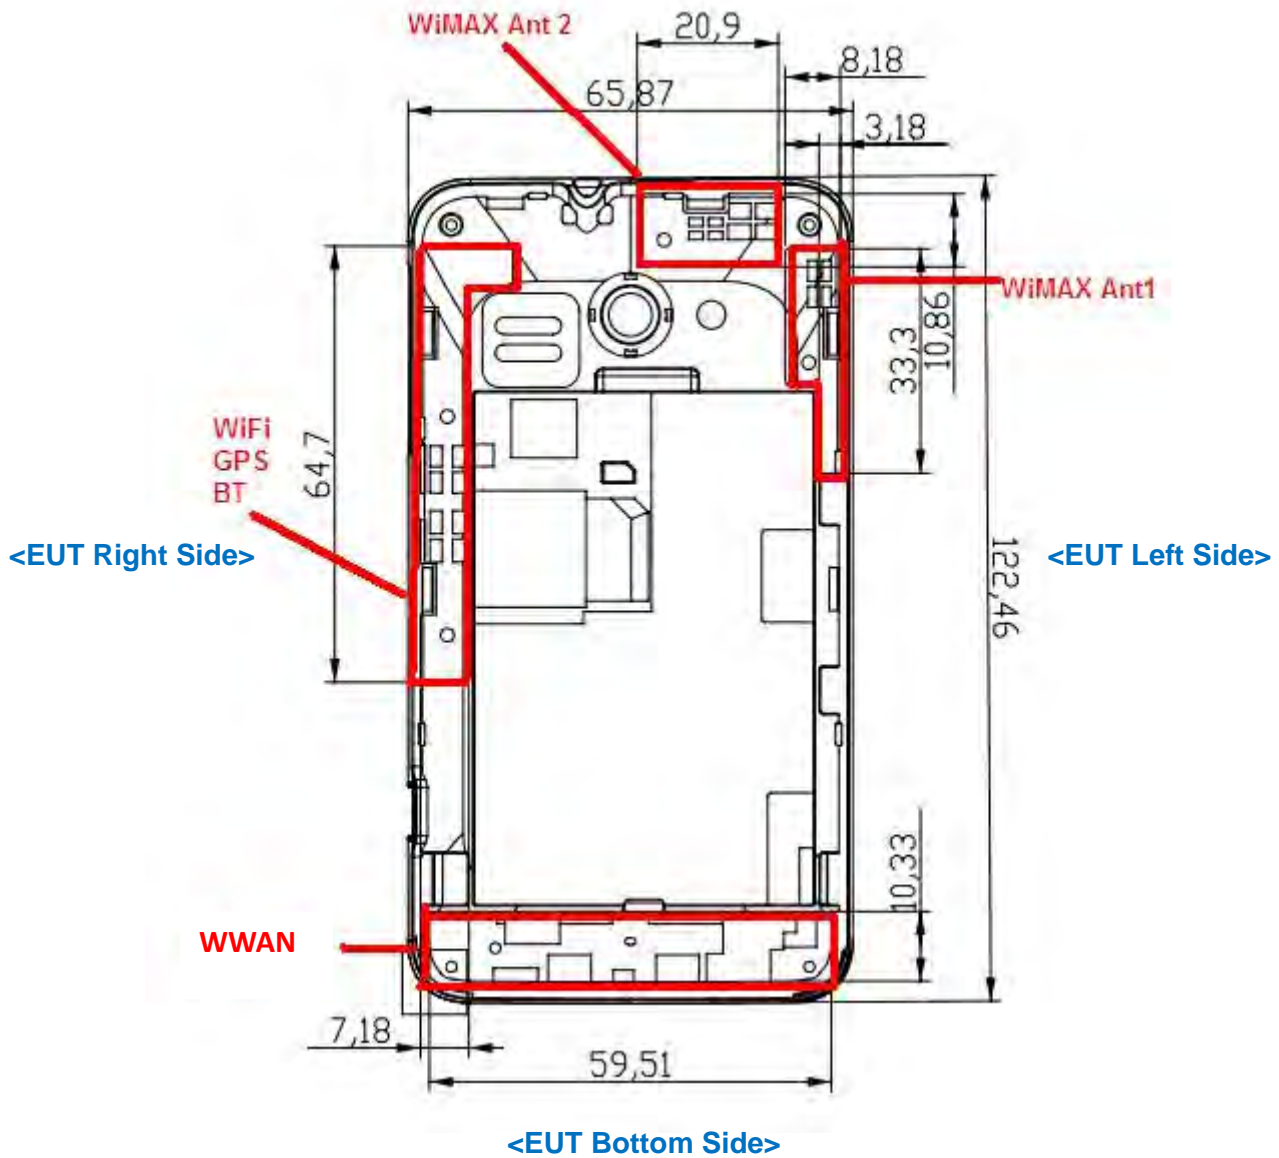 WiMAX Ant 2
20,9
8,18
65,87
3,18
WiMAX Ant1
10,86
33,3
WiFi
GPS
BT
64,7
<EUT Right Side>
122,46
<EUT Left Side>
10,33
WWAN
7,18
59,51
<EUT Bottom Side>